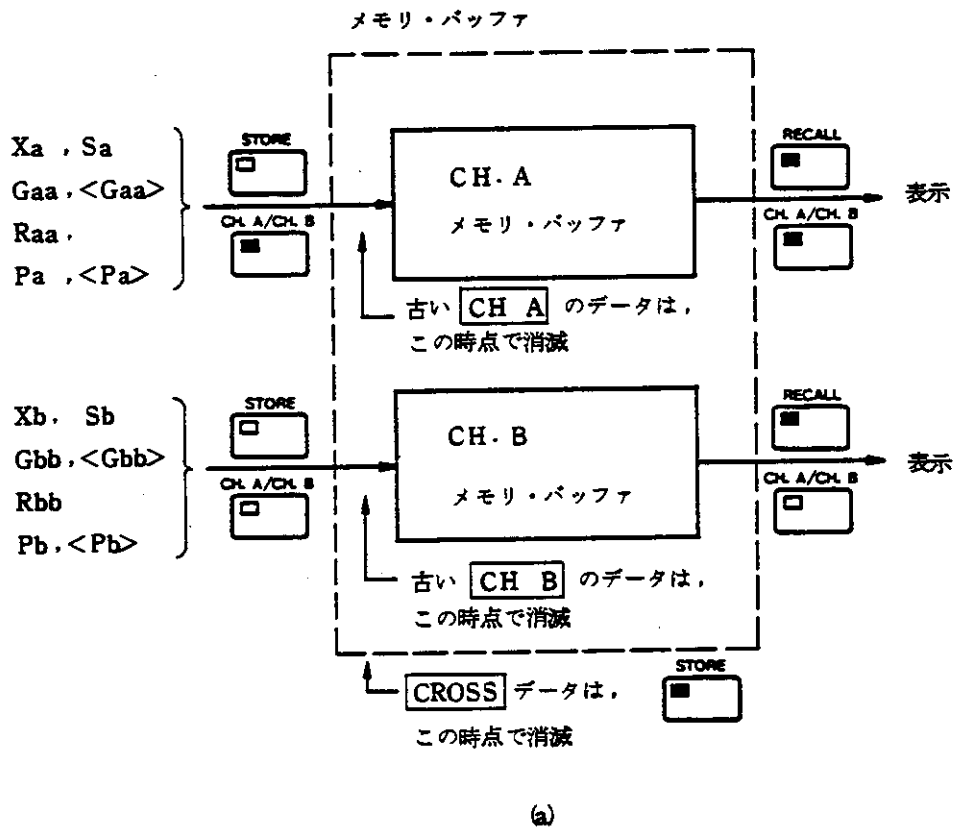 メモリ・バッファ
Xa , Sa
Gaa , <Gaa>
Raa ,
Pa , <Pa>
STORE
CH. A/CH. B
CH. A
メモリ・バッファ
RECALL
CH. A/CH. B
表示
古い CH A のデータは,
この時点で消滅
Xb , Sb
Gbb , <Gbb>
Rbb
Pb , <Pb>
STORE
CH. A/CH. B
CH. B
メモリ・バッファ
RECALL
CH. A/CH. B
表示
古い CH B のデータは,
この時点で消滅
CROSS データは,
この時点で消滅
STORE
(a)